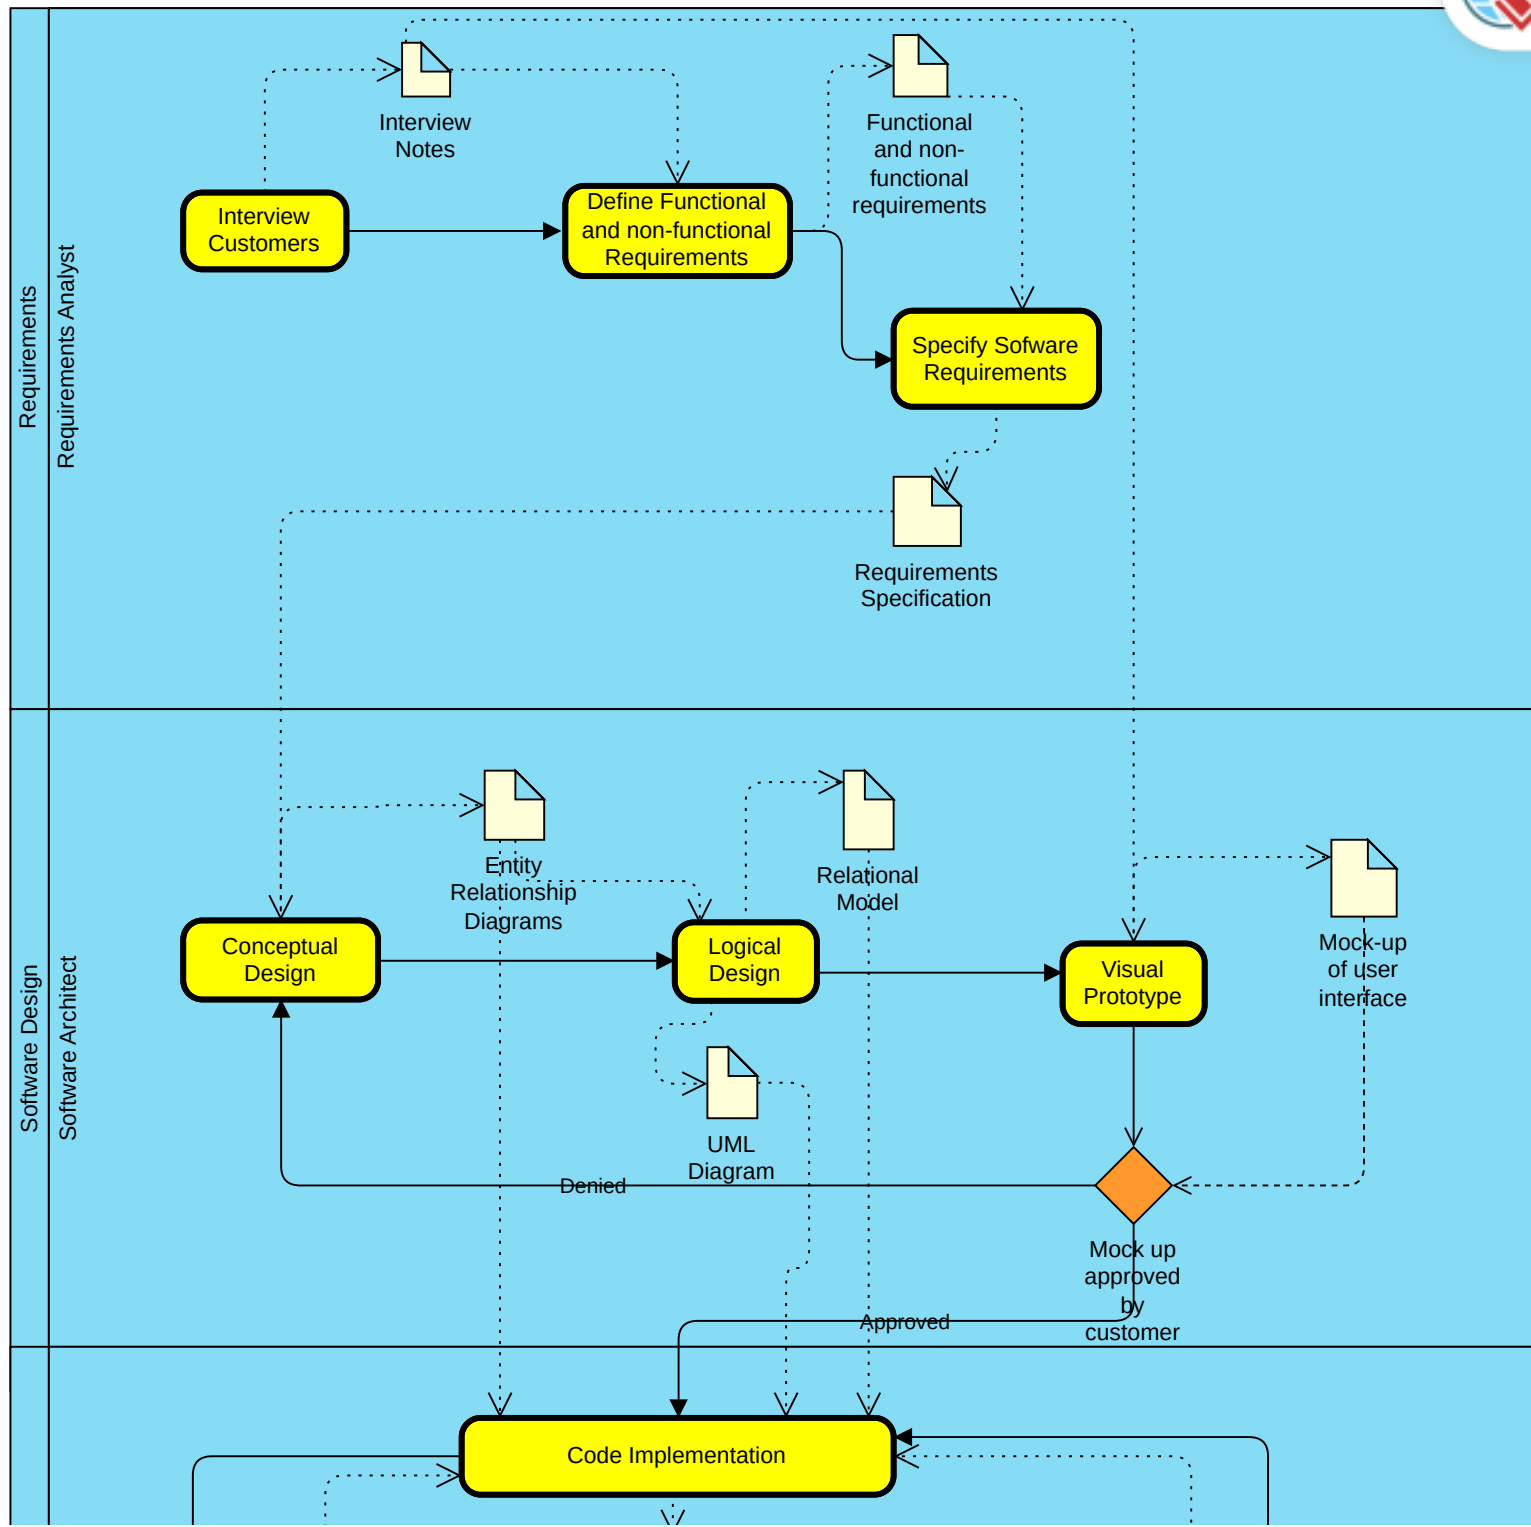 Requirements
Requirements Analyst
Interview
Notes
Functional
and non-
functional
requirements
Interview
Customers
Define Functional
and non-functional
Requirements
Specify Sofware
Requirements
Requirements
Specification
Software Design
Software Architect
Entity
Relationship
Diagrams
Relational
Model
Conceptual
Design
Logical
Design
Visual
Prototype
Mock-up
of user
interface
UML
Diagram
Denied
Mock up
approved
by
customer
Approved
Code Implementation